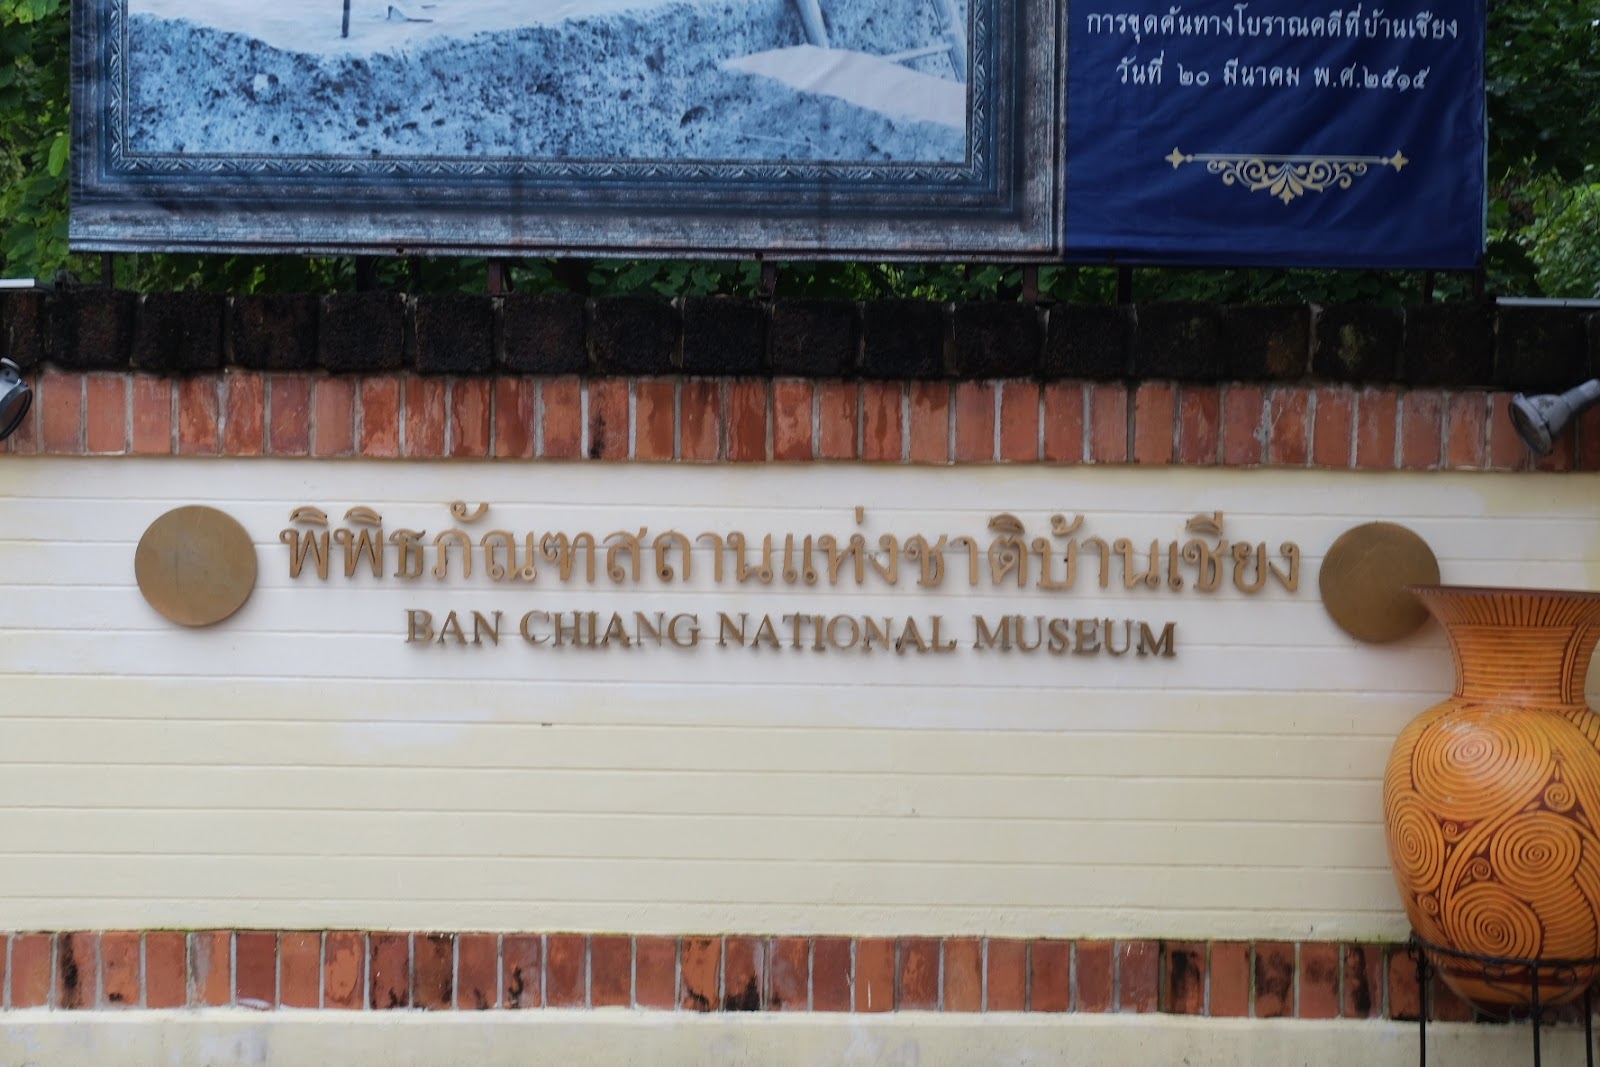 การขุดค้นทางโบราณคดีที่บ้านเชียง
วันที่ ๒๐ มีนาคม พ.ศ.๒๕๑๕
พิพิธภัณฑสถานแห่งชาติบ้านเชียง
BAN CHIANG NATIONAL MUSEUM